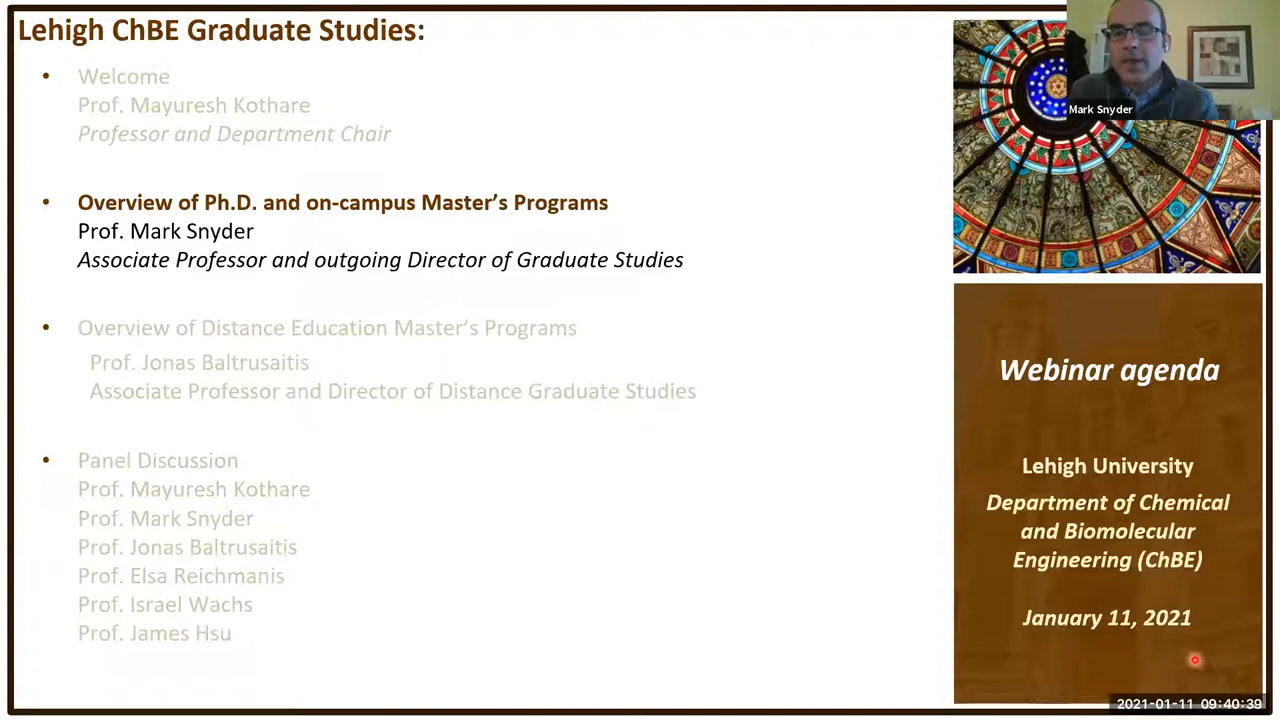 Lehigh ChBE Graduate Studies:
• Welcome
Prof. Mayuresh Kothare
Professor and Department Chair
• Overview of Ph.D. and on-campus Master’s Programs
Prof. Mark Snyder
Associate Professor and outgoing Director of Graduate Studies
• Overview of Distance Education Master’s Programs
Prof. Jonas Baltrusaitis
Associate Professor and Director of Distance Graduate Studies
• Panel Discussion
Prof. Mayuresh Kothare
Prof. Mark Snyder
Prof. Jonas Baltrusaitis
Prof. Elsa Reichmanis
Prof. Israel Wachs
Prof. James Hsu
Mark Snyder
Webinar agenda
Lehigh University
Department of Chemical
and Biomolecular
Engineering (ChBE)
January 11, 2021
2021-01-11 09:40:39